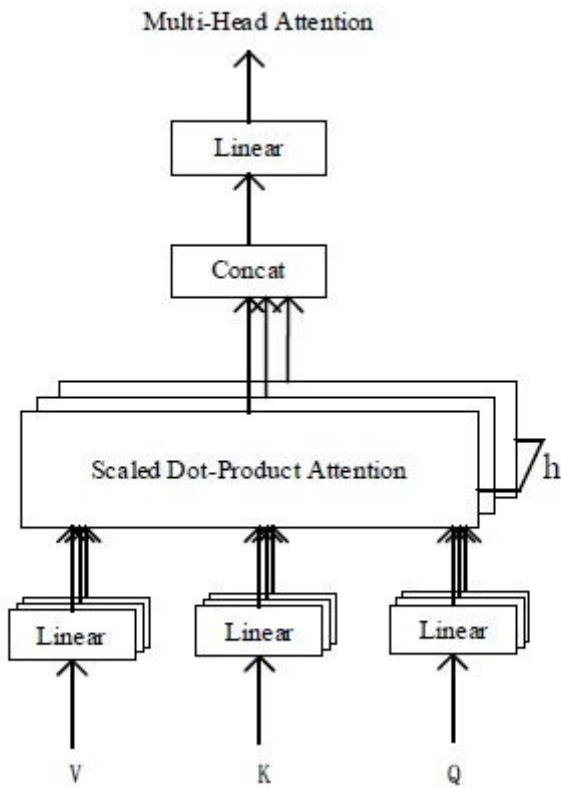 Multi-Head Attention
Linear
Concat
Scaled Dot-Product Attention
h
Linear Linear Linear
V K Q